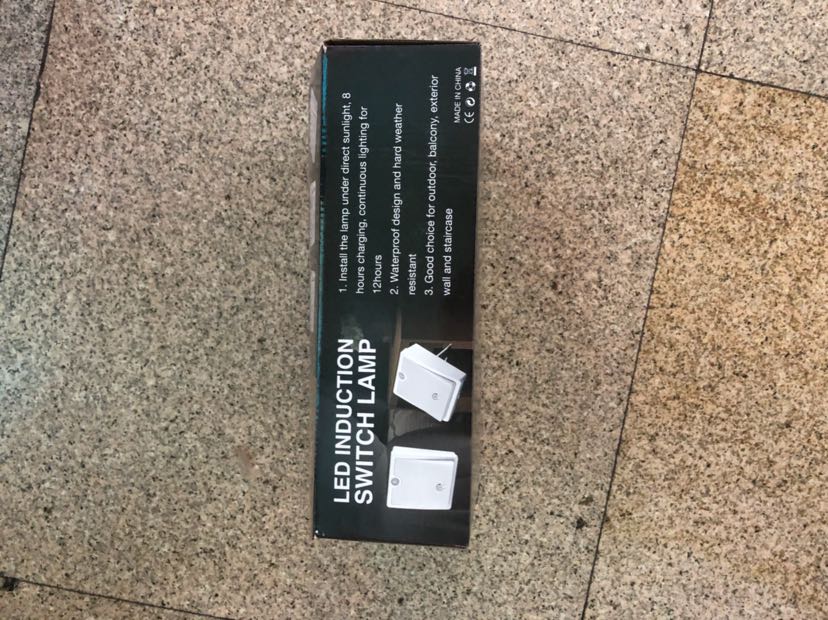 LED INDUCTION
SWITCH LAMP
1. Install the lamp under direct sunlight, 8
hours charging, continuous lighting for
12hours
2. Waterproof design and hard weather
resistant
3. Good choice for outdoor, balcony, exterior
wall and staircase
MADE IN CHINA
CE